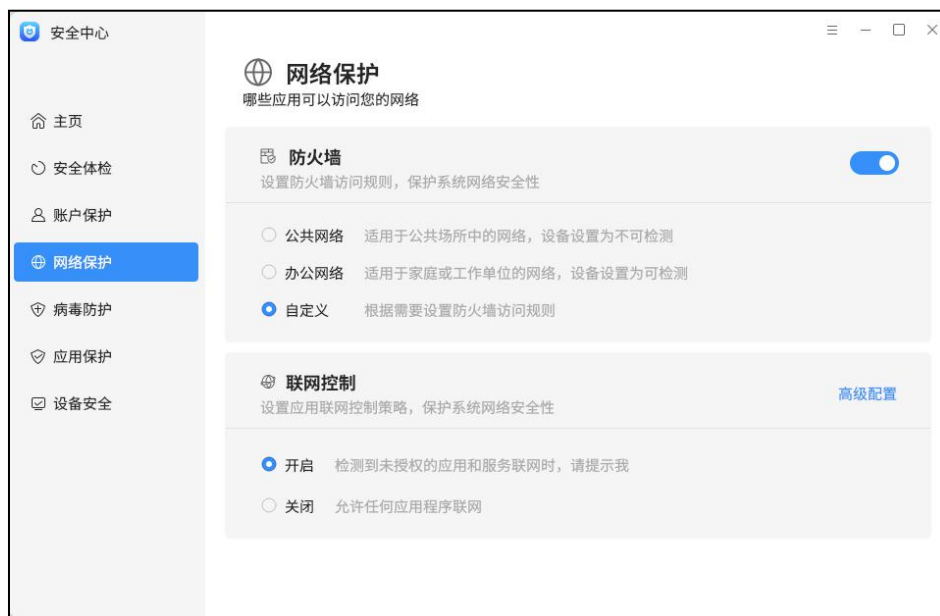 安全中心
主页
安全体检
账户保护
网络保护
病毒防护
应用保护
设备安全
网络保护
哪些应用可以访问您的网络
防火墙
设置防火墙访问规则，保护系统网络安全性
公共网络 适用于公共场所中的网络，设备设置为不可检测
办公网络 适用于家庭或工作单位的网络，设备设置为可检测
自定义 根据需要设置防火墙访问规则
联网控制
设置应用联网控制策略，保护系统网络安全性
高级配置
开启 检测到未授权的应用和服务联网时，请提示我
关闭 允许任何应用程序联网